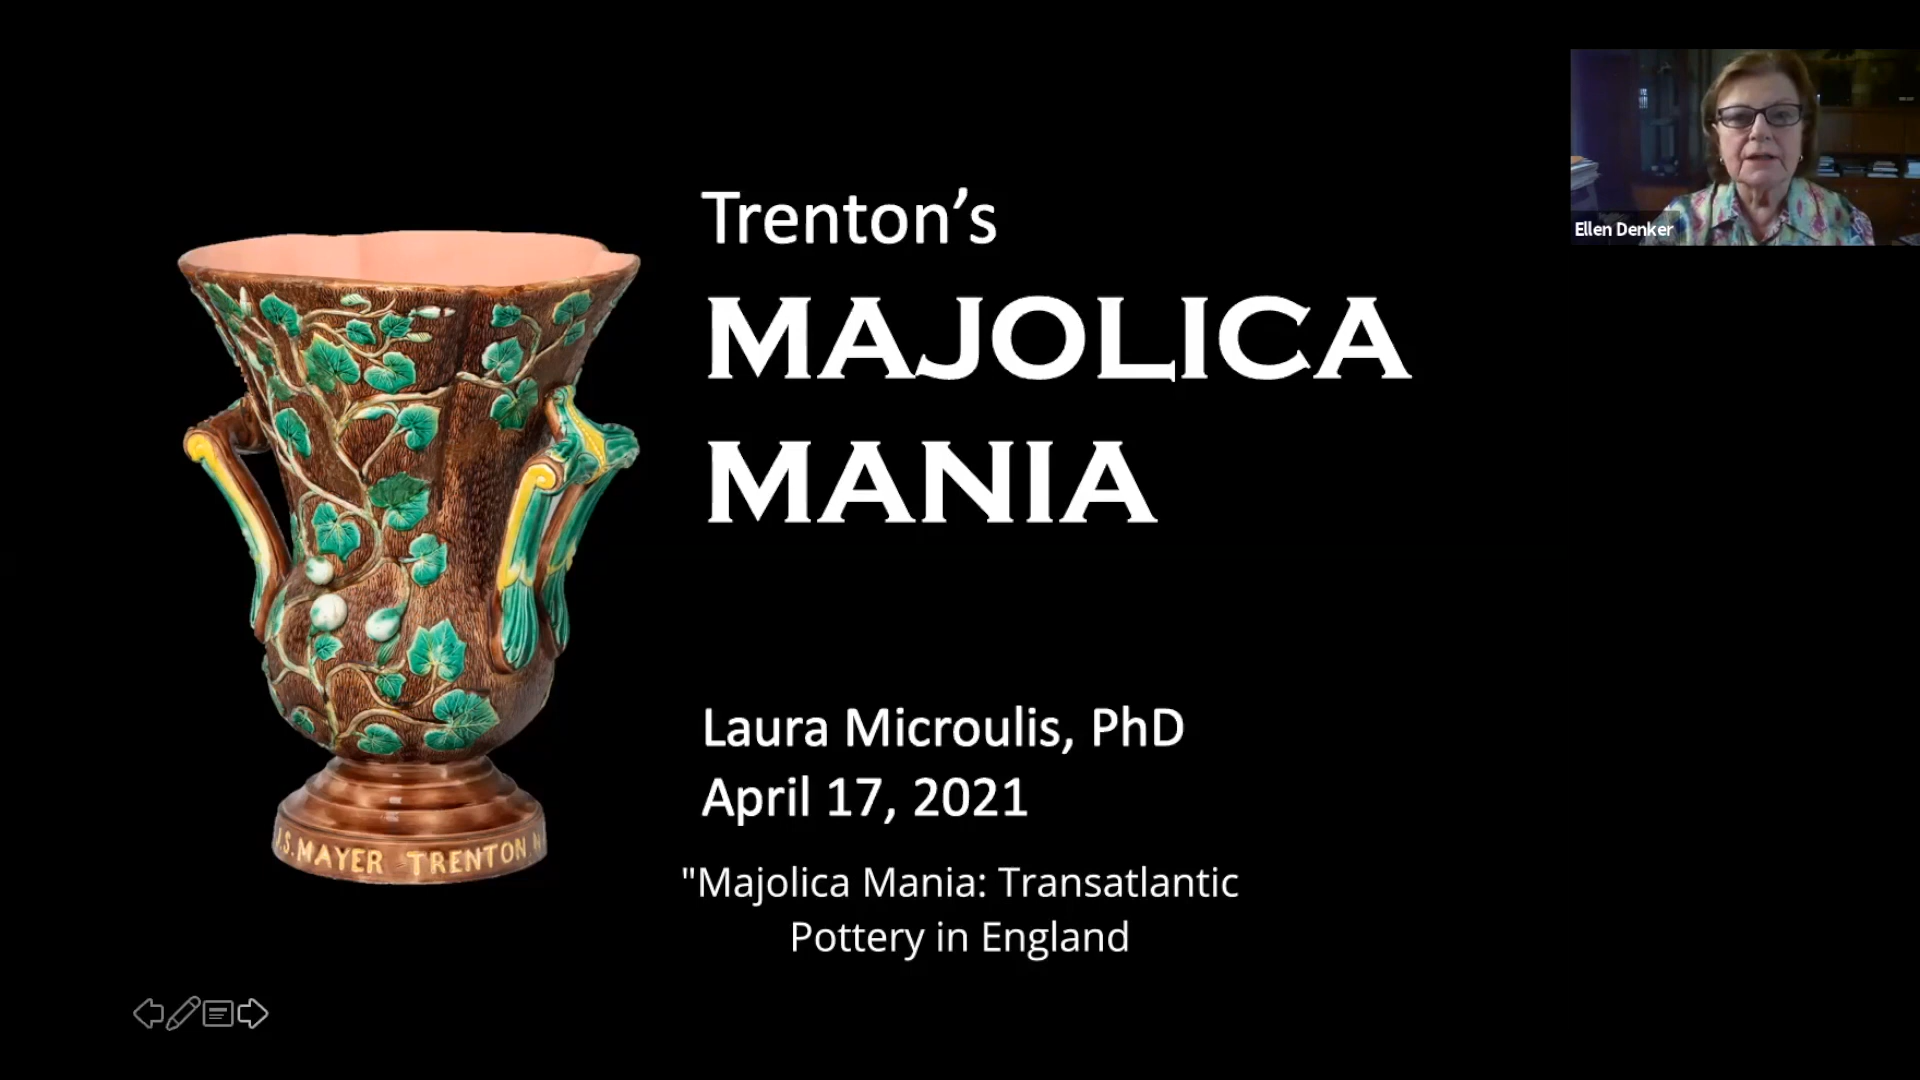 Trenton’s
MAJOLICA
MANIA
Laura Microulis, PhD
April 17, 2021
"Majolica Mania: Transatlantic
Pottery in England
J.S. MAYER TRENTON N
Ellen Denker